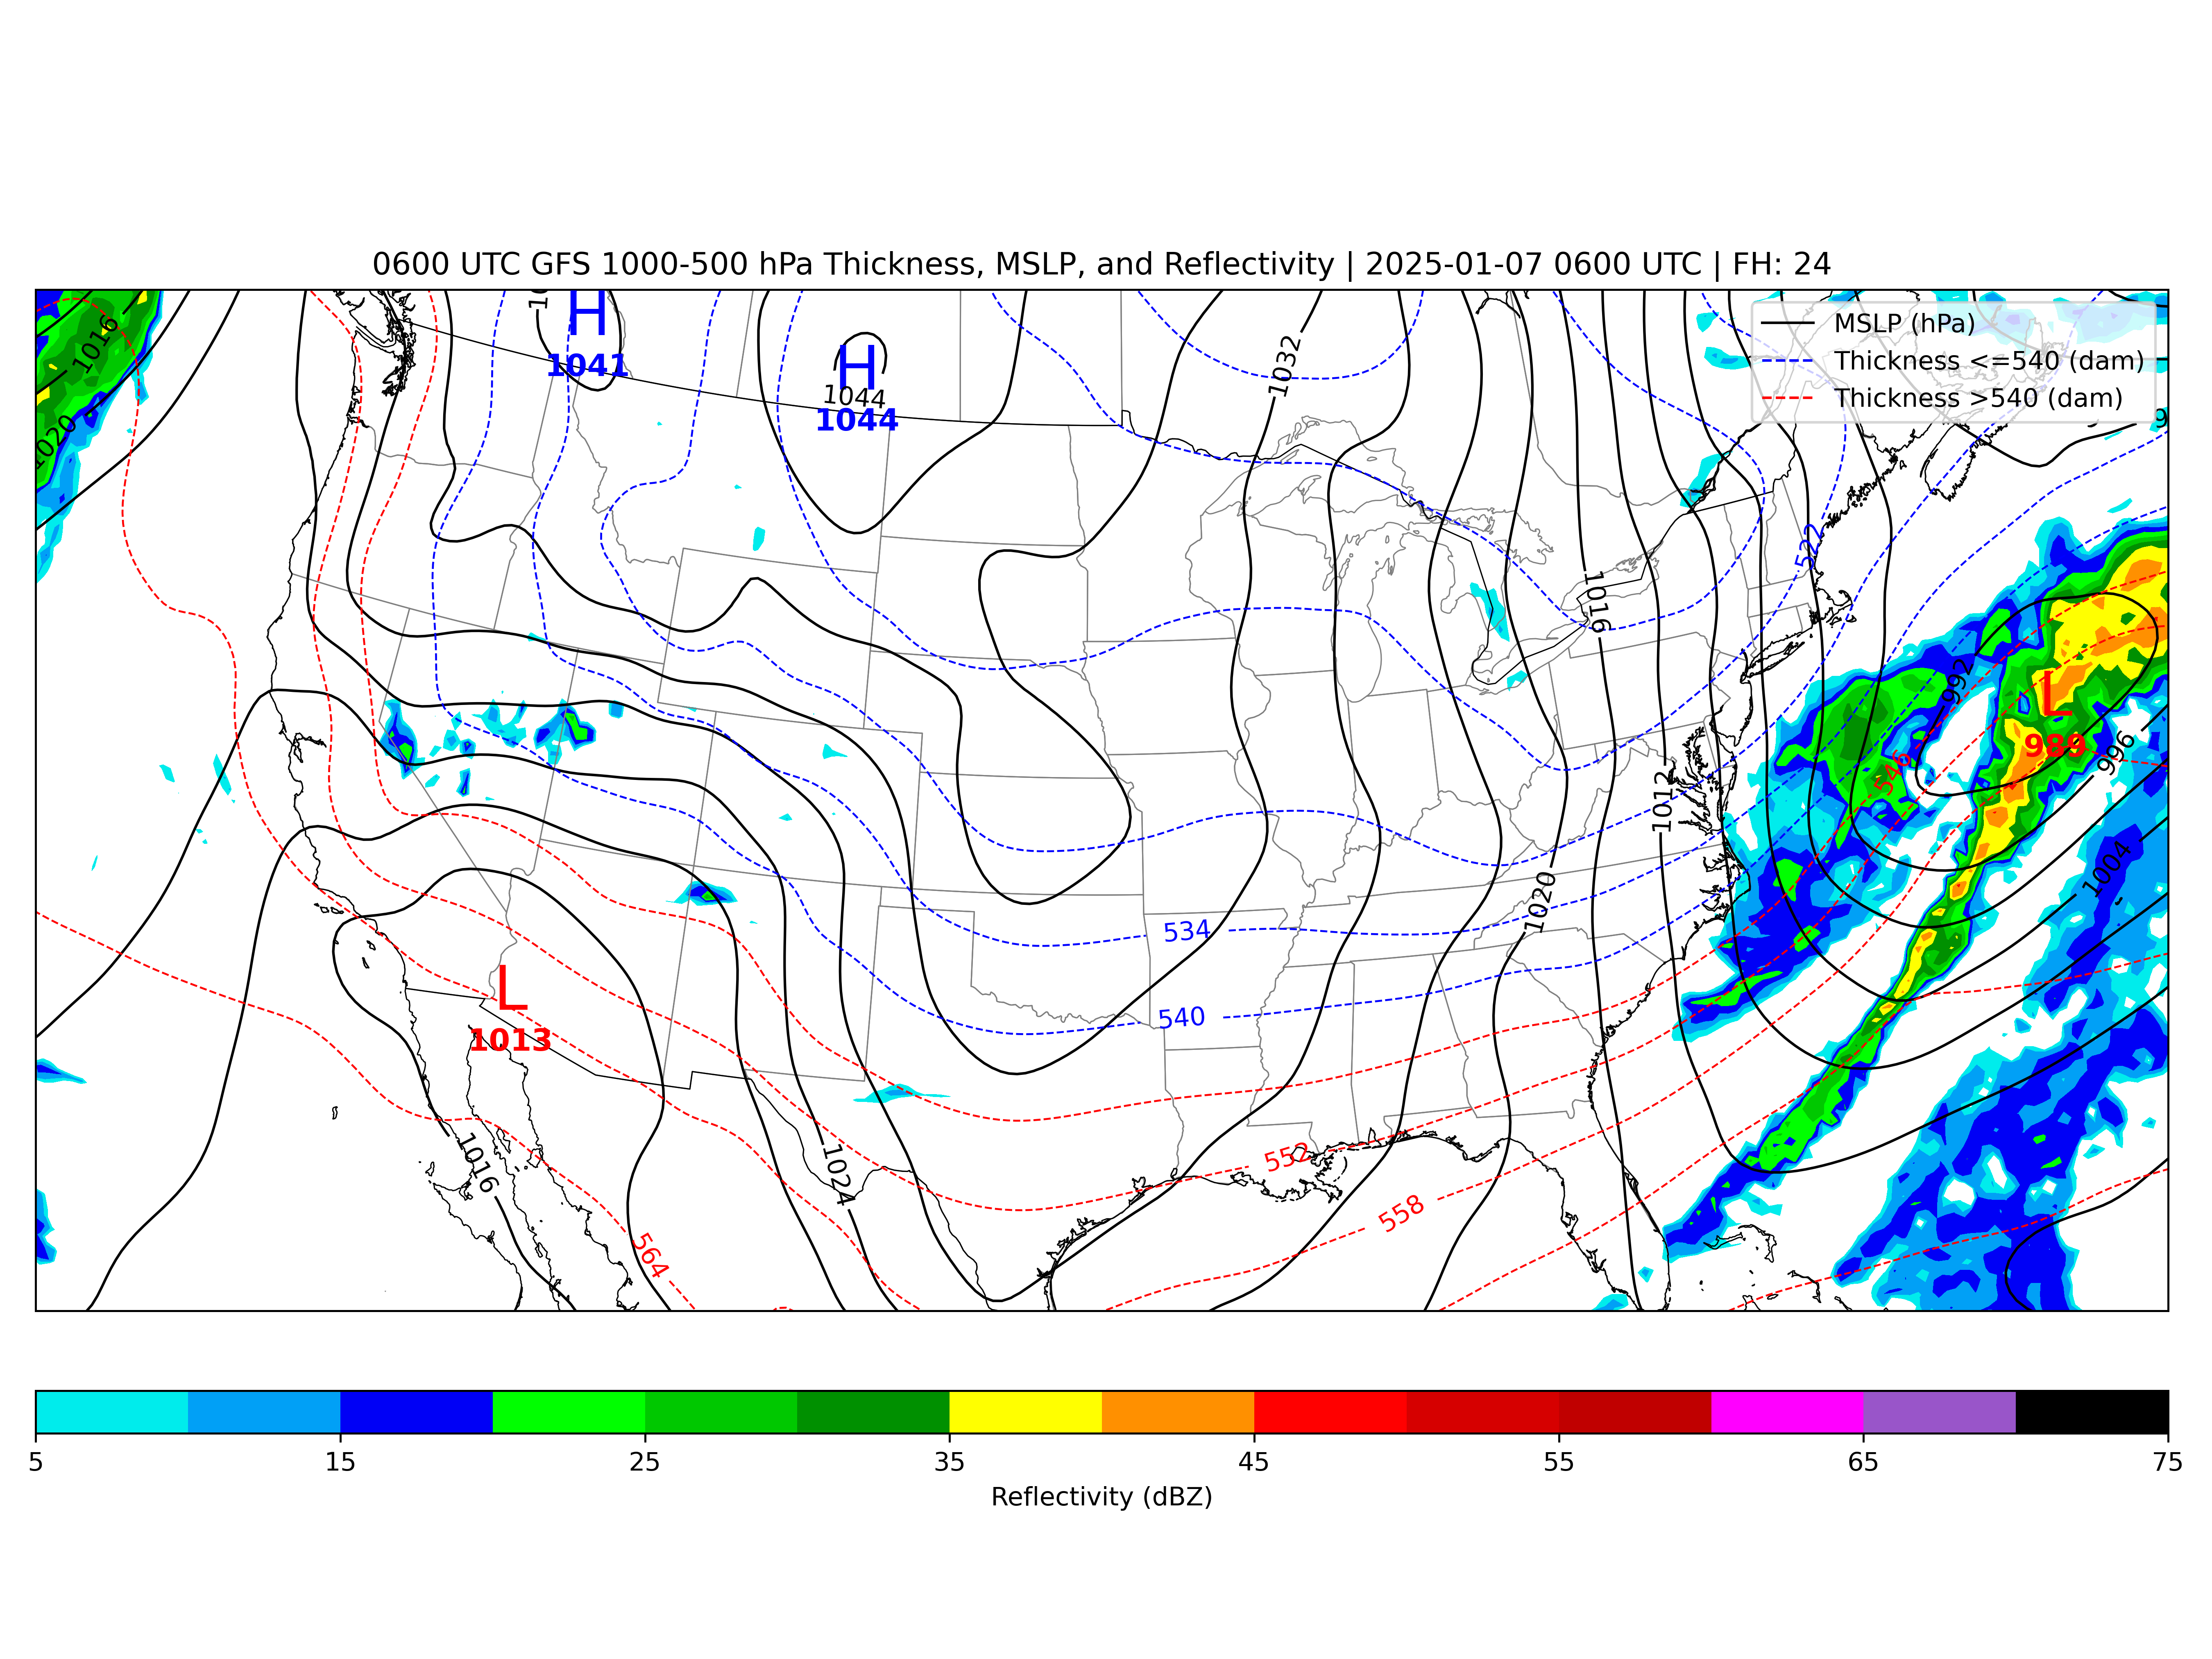 0600 UTC GFS 1000-500 hPa Thickness, MSLP, and Reflectivity | 2025-01-07 0600 UTC | FH: 24
MSLP (hPa)
Thickness <=540 (dam)
Thickness >540 (dam)
H
1041
H
1044
1044
1032
1016
1020
522
1016
992
L
989
996
546
1012
1004
1020
534
540
L
1013
552
1016
1024
558
564
5 15 25 35 45 55 65 75
Reflectivity (dBZ)